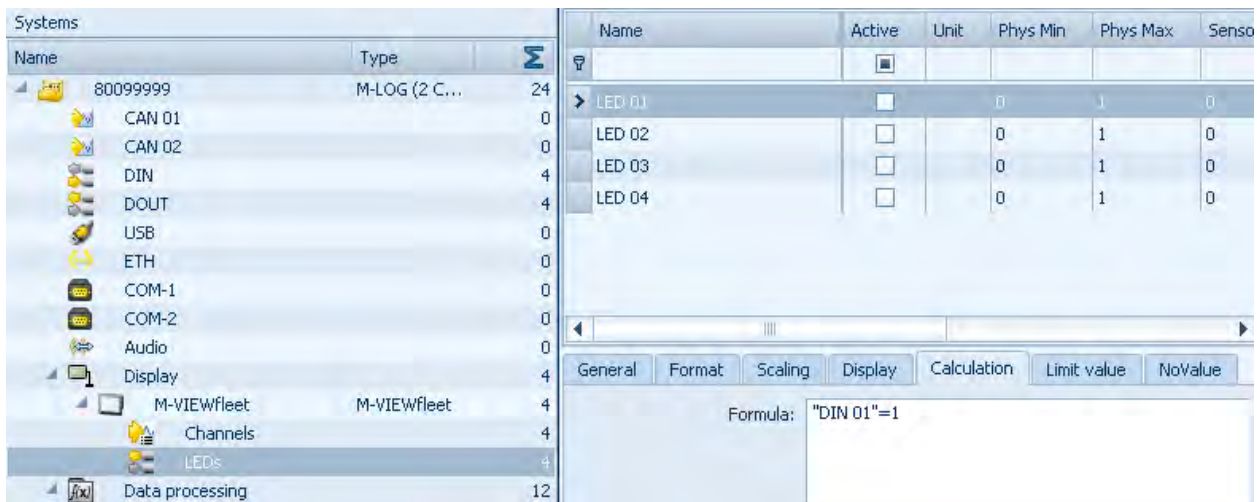 Systems
Name Type Σ
80099999 M-LOG (2 C... 24
CAN 01 0
CAN 02 0
DIN 4
DOUT 4
USB 0
ETH 0
COM-1 0
COM-2 0
Audio 0
Display 4
M-VIEWfleet M-VIEWfleet 4
Channels 4
LEDs 4
f(x) Data processing 12
Name Active Unit Phys Min Phys Max Senso
LED 01 0 1 0
LED 02 0 1 0
LED 03 0 1 0
LED 04 0 1 0
General Format Scaling Display Calculation Limit value NoValue
Formula: "DIN 01"=1